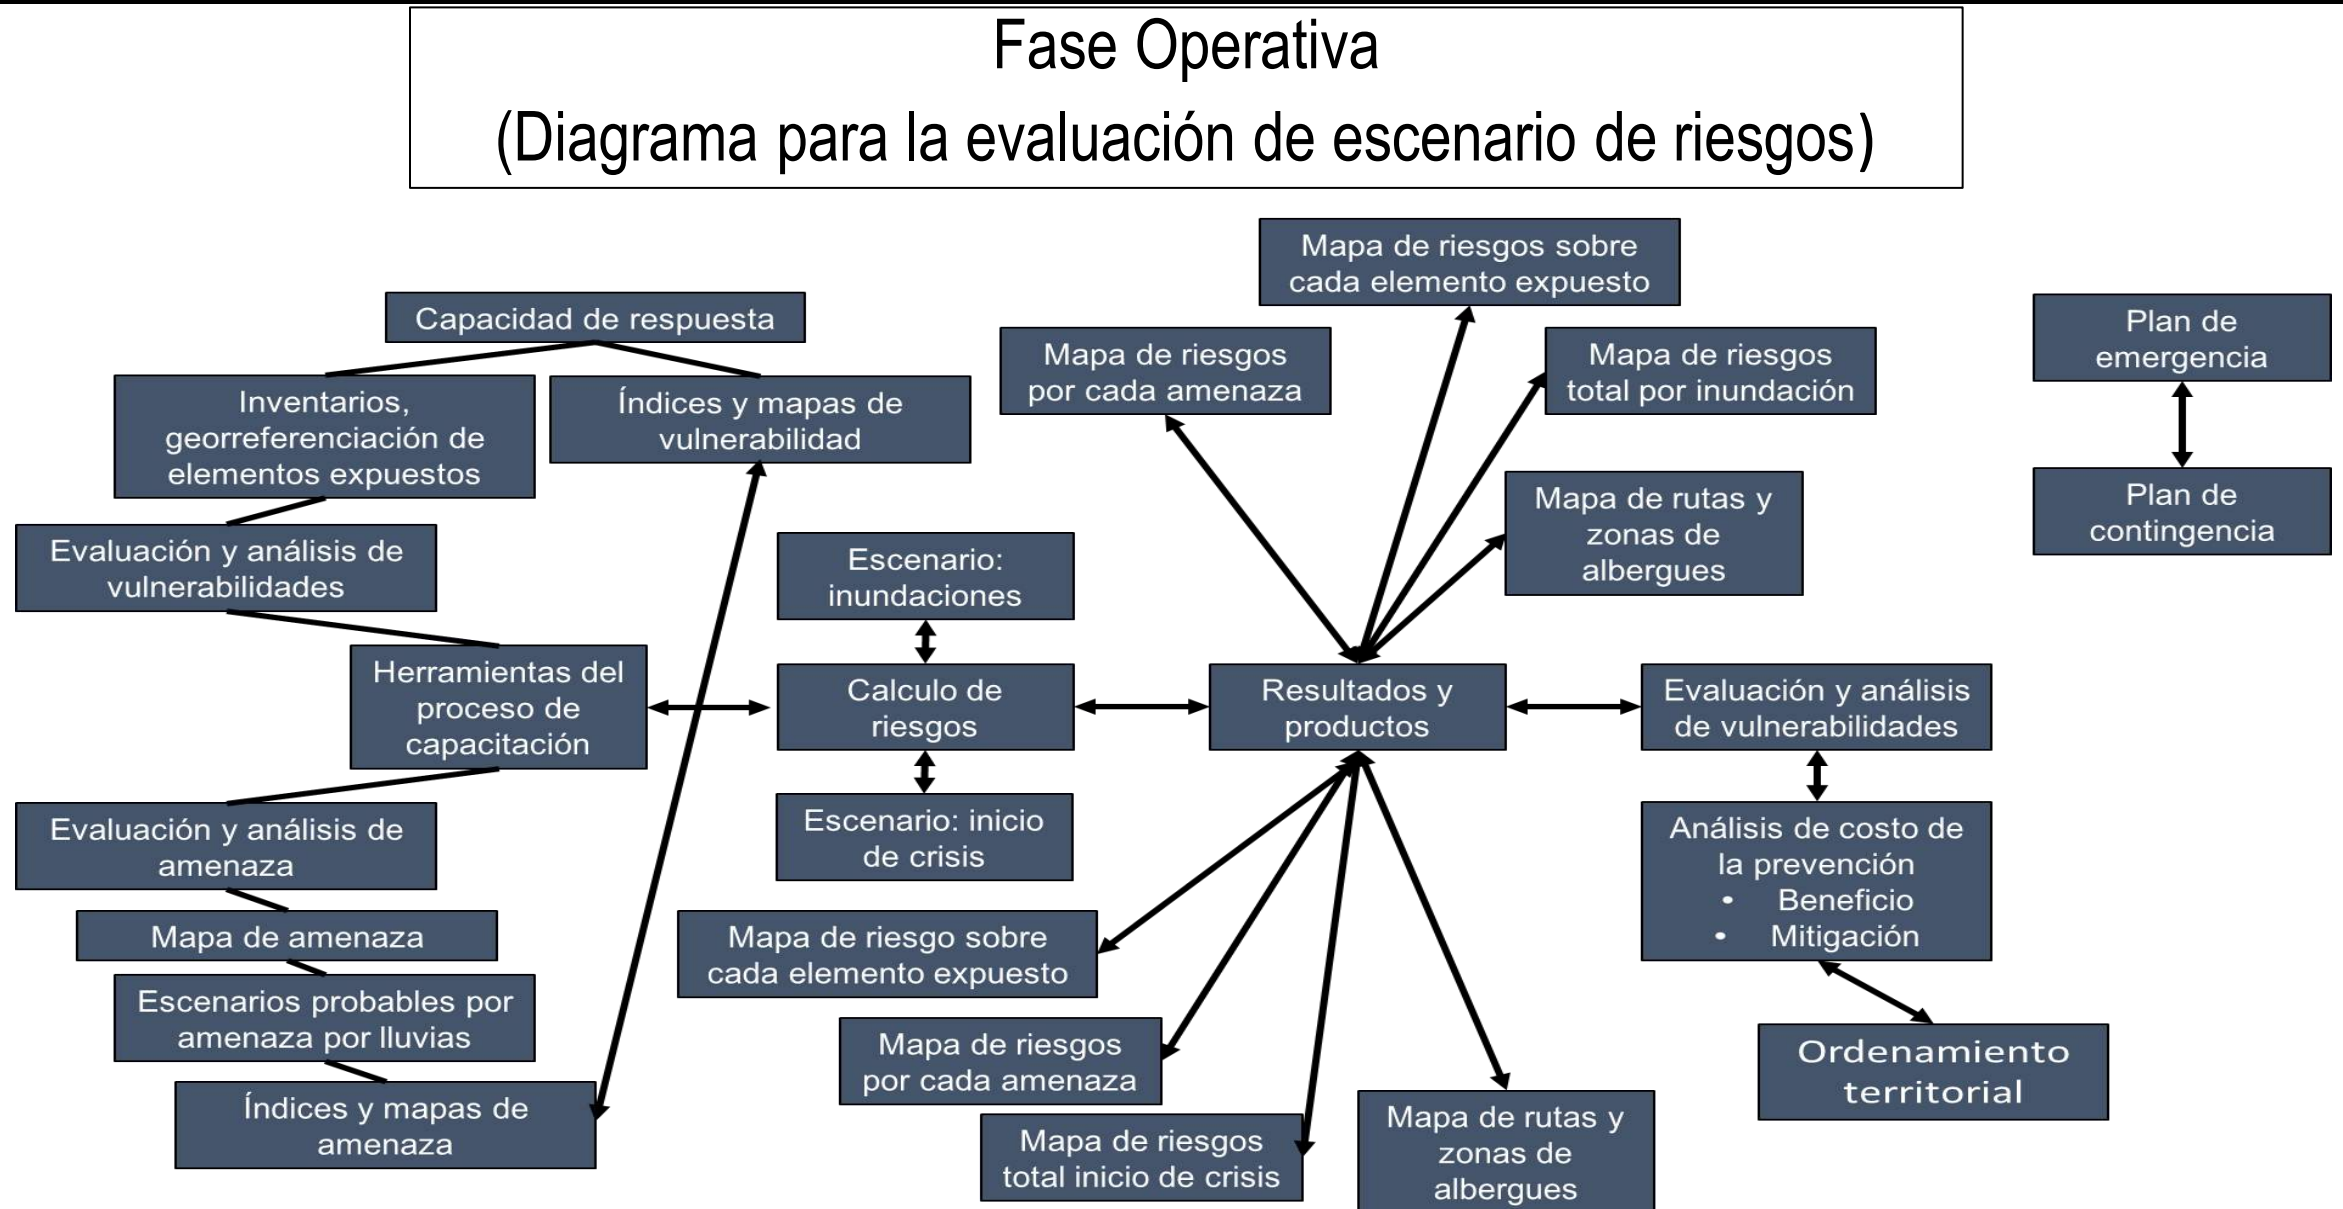 Fase Operativa
(Diagrama para la evaluación de escenario de riesgos)
Capacidad de respuesta
Inventarios,
georreferenciación de
elementos expuestos
Índices y mapas de
vulnerabilidad
Evaluación y análisis de
vulnerabilidades
Herramientas del
proceso de
capacitación
Evaluación y análisis de
amenaza
Mapa de amenaza
Escenarios probables por
amenaza por lluvias
Índices y mapas de
amenaza
Escenario:
inundaciones
Calculo de
riesgos
Escenario: inicio
de crisis
Mapa de riesgos sobre
cada elemento expuesto
Mapa de riesgos
por cada amenaza
Mapa de riesgos
total por inundación
Mapa de rutas y
zonas de
albergues
Resultados y
productos
Mapa de riesgo sobre
cada elemento expuesto
Mapa de riesgos
por cada amenaza
Mapa de riesgos
total inicio de crisis
Mapa de rutas y
zonas de
albergues
Plan de
emergencia
Plan de
contingencia
Evaluación y análisis
de vulnerabilidades
Análisis de costo de
la prevención
• Beneficio
• Mitigación
Ordenamiento
territorial